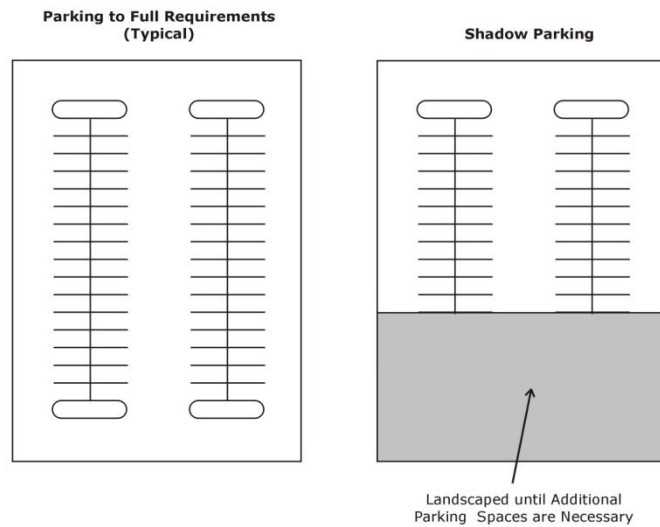 Parking to Full Requirements
(Typical)
Shadow Parking
Landscaped until Additional
Parking Spaces are Necessary